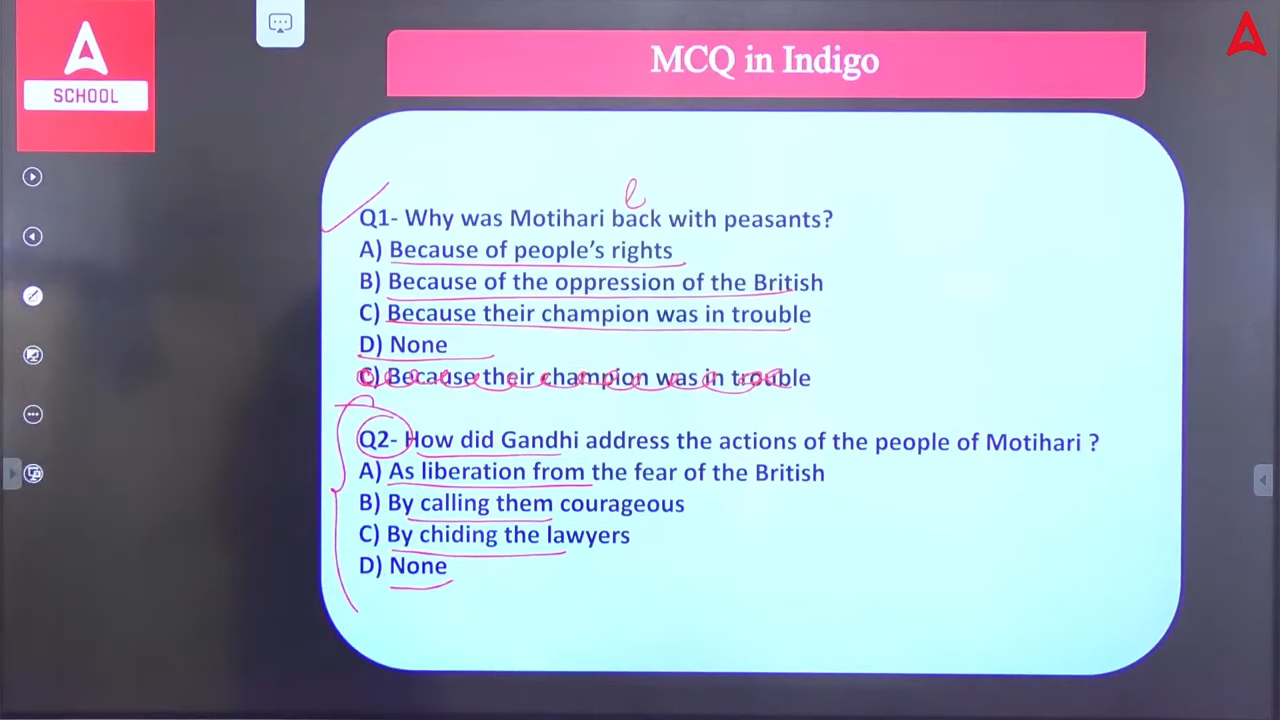 SCHOOL
MCQ in Indigo
l
Q1- Why was Motihari back with peasants?
A) Because of people's rights
B) Because of the oppression of the British
C) Because their champion was in trouble
D) None
C) Because their champion was in trouble
Q2- How did Gandhi address the actions of the people of Motihari ?
A) As liberation from the fear of the British
B) By calling them courageous
C) By chiding the lawyers
D) None